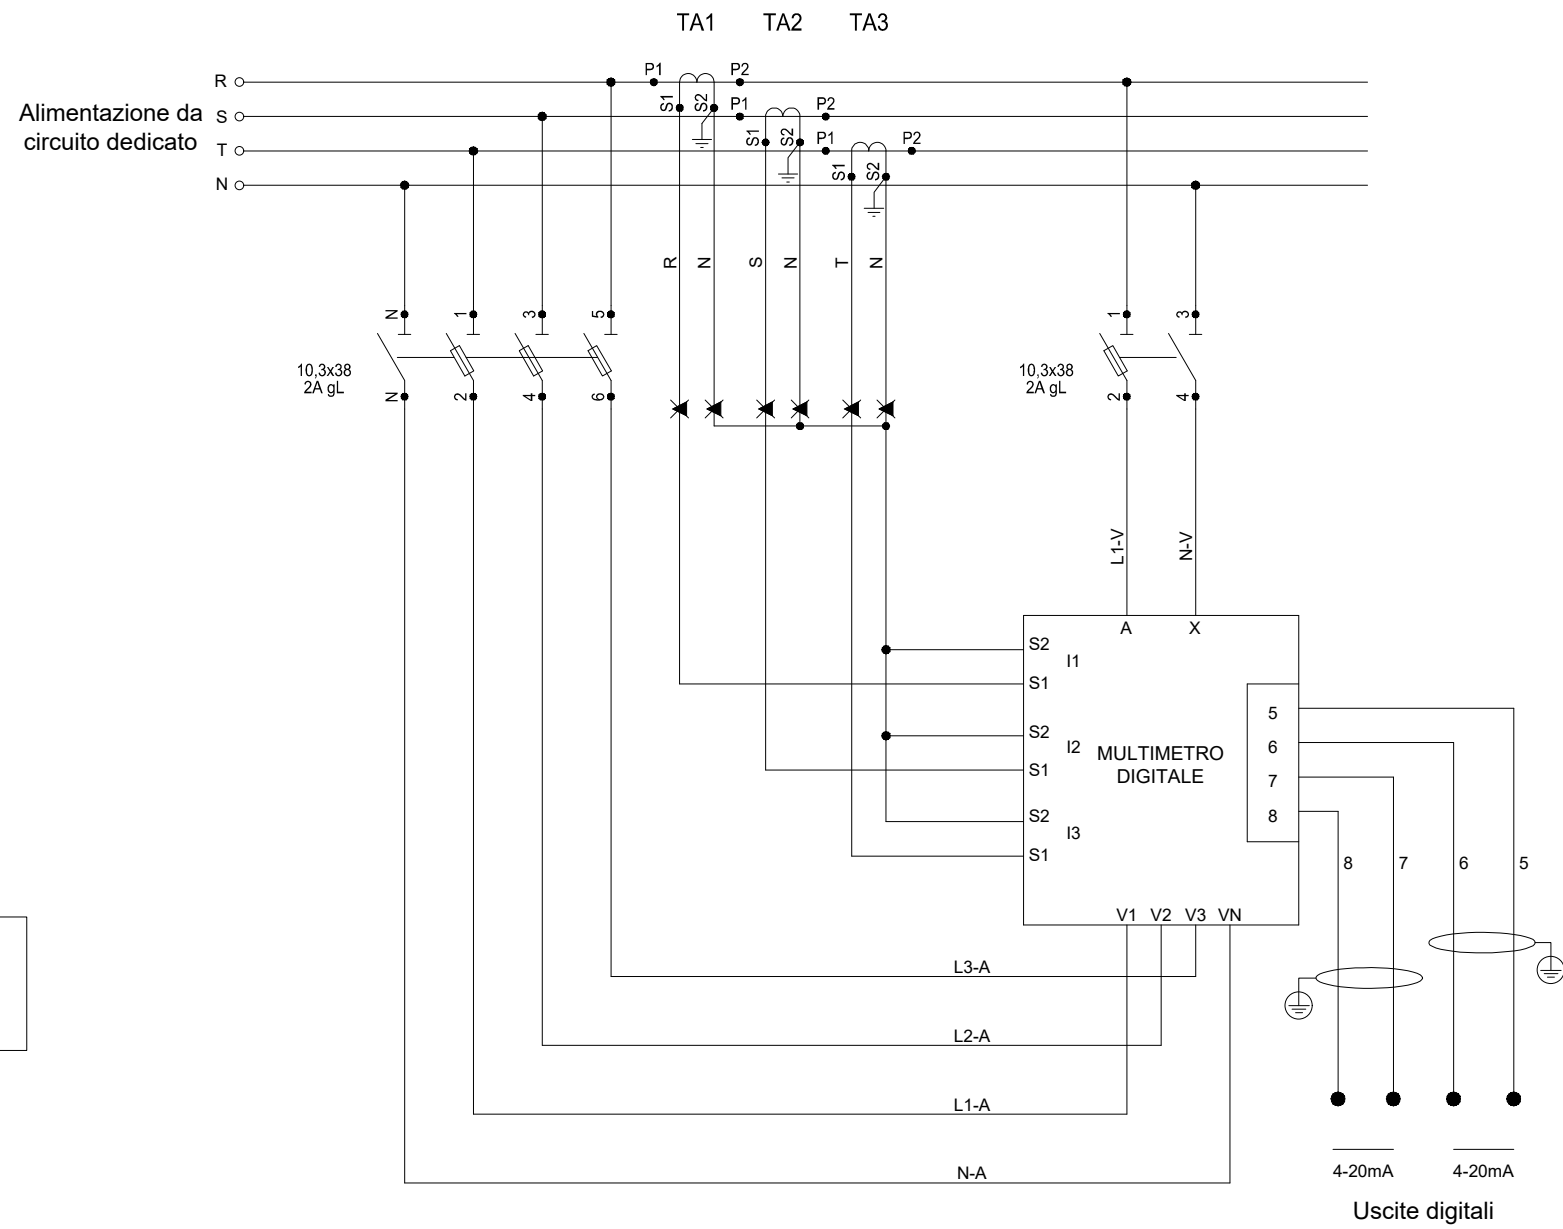 TA1 TA2 TA3
R P1 P2
Alimentazione da
circuito dedicato
S S1 S2 P1 P2
T S1 S2 P1 P2
N S1 S2
R N S T N N
N 1 3 5 1 3
10,3x38
2A gL
10,3x38
2A gL
N 2 4 6 2 4
L1-V N-V
A X
S2
I1
S1
S2
I2
S1
S2
I3
S1
MULTIMETRO
DIGITALE
5
6
7
8
8 7 6 5
V1 V2 V3 VN
L3-A
L2-A
L1-A
N-A
4-20mA 4-20mA
Uscite digitali